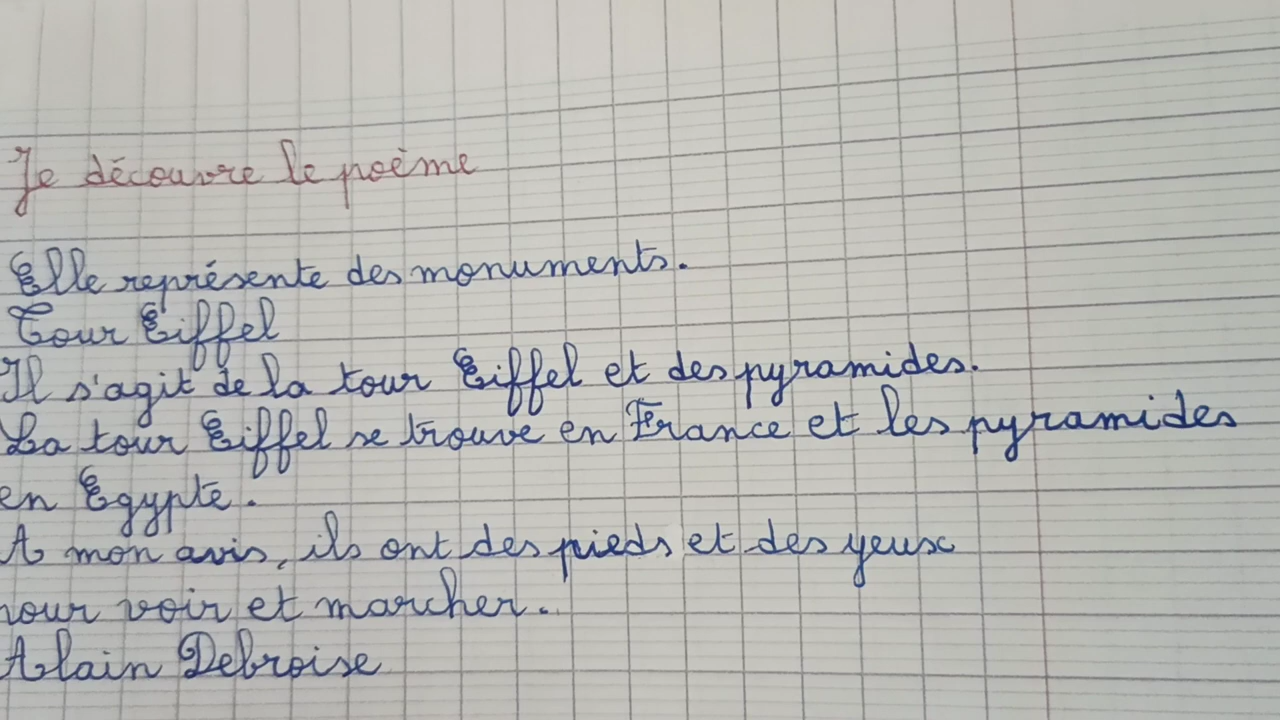 Je découvre le poème
Elle représente des monuments.
Tour Eiffel
Il s'agit de la tour Eiffel et des pyramides.
La tour Eiffel se trouve en France et les pyramides
en Egypte.
A mon avis, ils ont des pieds et des yeux
pour voir et marcher.
Alain Debroise